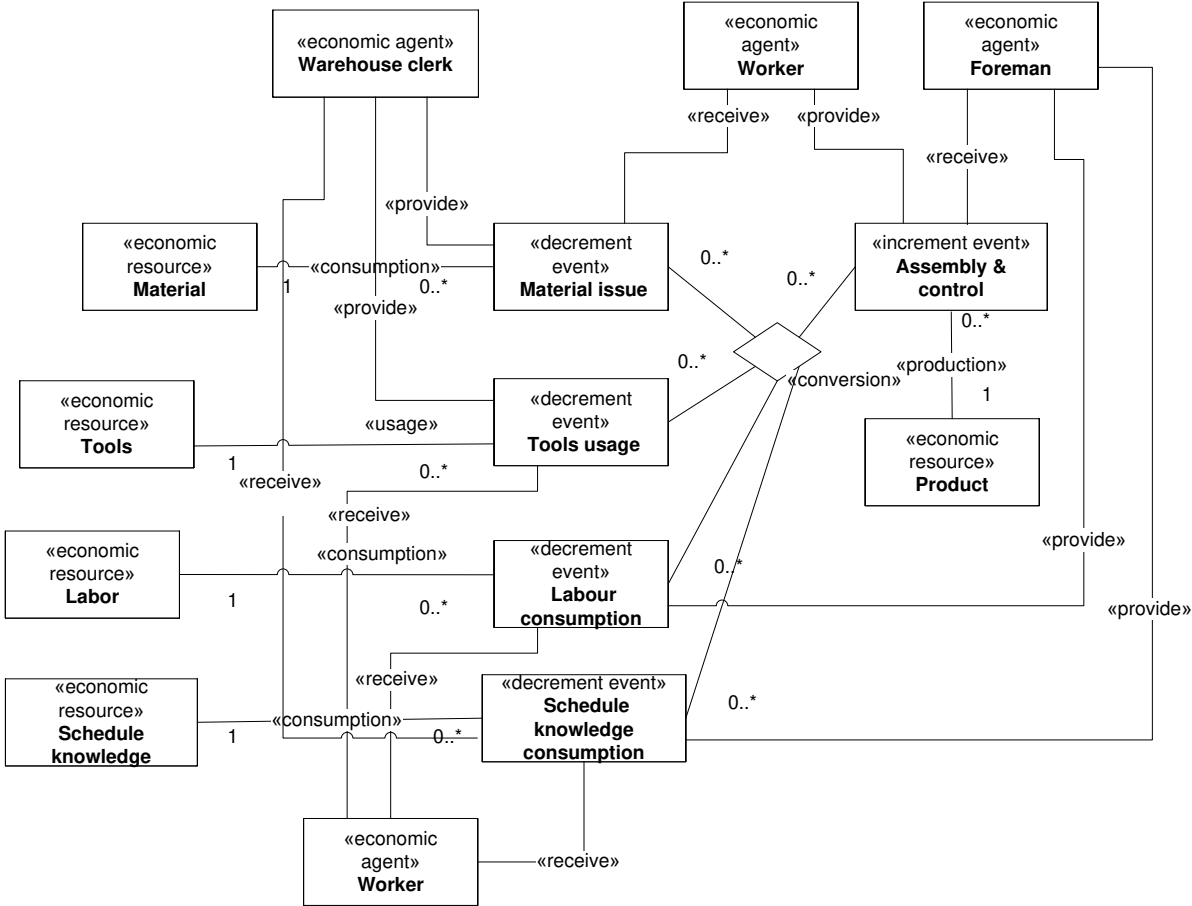 «economic agent»
Warehouse clerk
«economic
agent»
Worker
«economic
agent»
Foreman
«receive»
«provide»
«receive»
«provide»
«economic
resource»
Material
«consumption»
1
0..*
«decrement
event»
Material issue
0..*
0..*
«increment event»
Assembly &
control
0..*
«provide»
«production»
1
«conversion»
0..*
«economic
resource»
Tools
«usage»
1
0..*
«decrement
event»
Tools usage
«economic
resource»
Product
«receive»
«receive»
«economic
resource»
Labor
«consumption»
1
0..*
«decrement
event»
Labour
consumption
0..*
«provide»
«provide»
«receive»
«economic
resource»
Schedule
knowledge
«consumption»
1
0..*
«decrement event»
Schedule
knowledge
consumption
0..*
«economic
agent»
Worker
«receive»